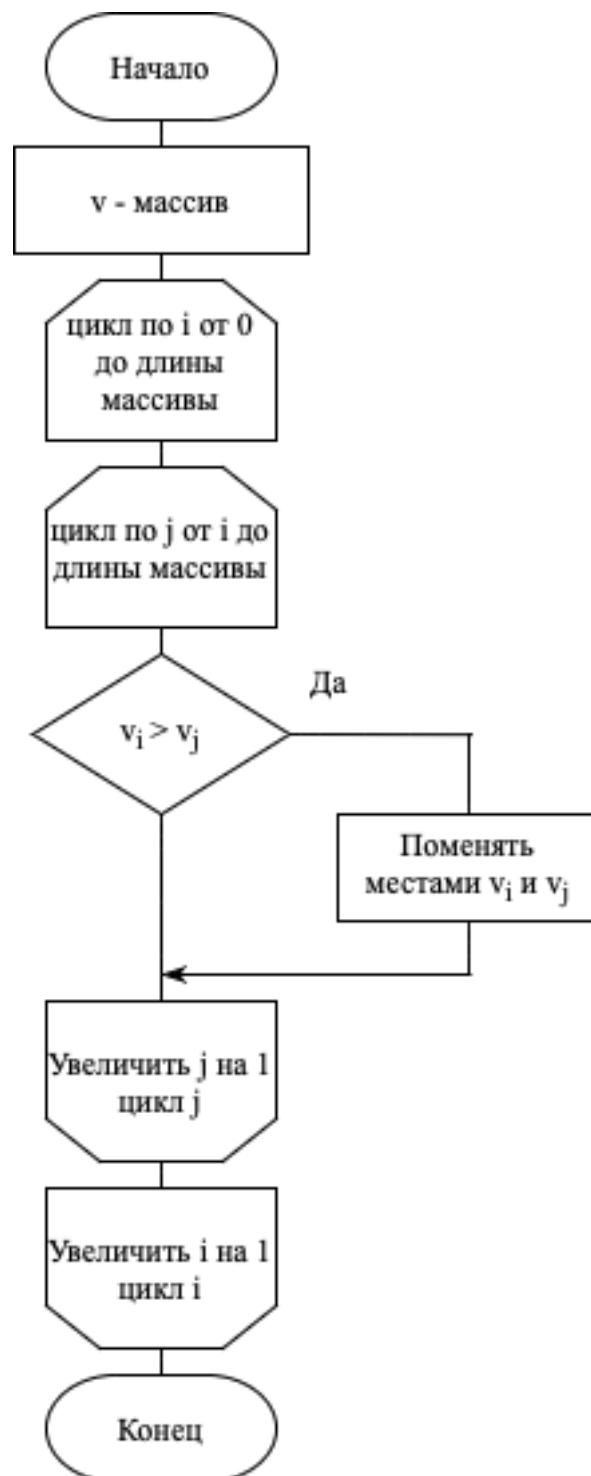 Начало
v - массив
цикл по i от 0
до длины
массивы
цикл по j от i до
длины массивы
Да
vi > vj
Поменять
местами vi и vj
Увеличить j на 1
цикл j
Увеличить i на 1
цикл i
Конец